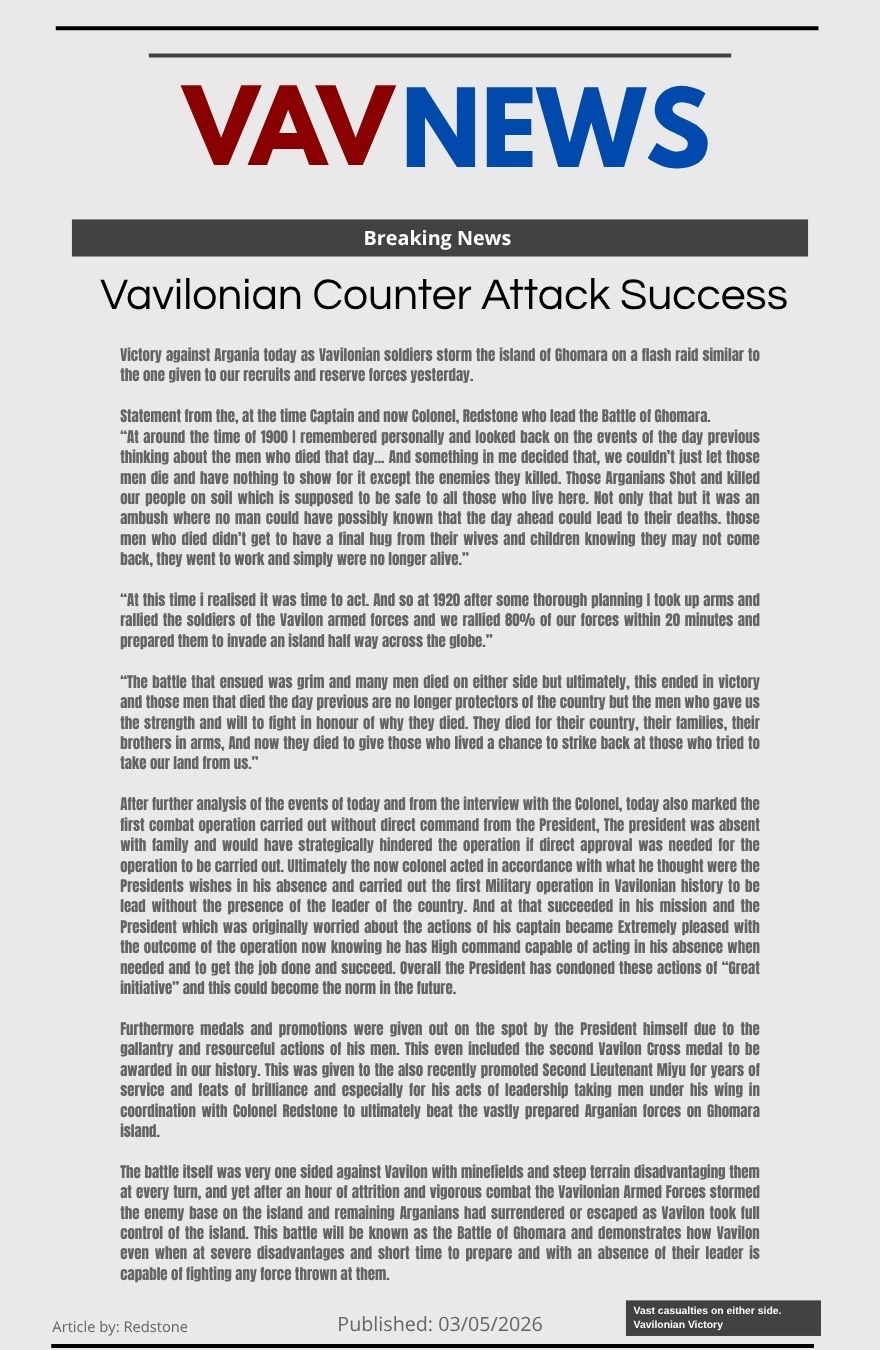 VAVNEWS
Breaking News
Vavilonian Counter Attack Success
Victory against Argania today as Vavilonian soldiers storm the island of Ghomara on a flash raid similar to
the one given to our recruits and reserve forces yesterday.
Statement from the, at the time Captain and now Colonel, Redstone who lead the Battle of Ghomara.
“At around the time of 1900 I remembered personally and looked back on the events of the day previous
thinking about the men who died that day... And something in me decided that, we couldn’t just let those
men die and have nothing to show for it except the enemies they killed. Those Arganians Shot and killed
our people on soil which is supposed to be safe to all those who live here. Not only that but it was an
ambush where no man could have possibly known that the day ahead could lead to their deaths. those
men who died didn’t get to have a final hug from their wives and children knowing they may not come
back, they went to work and simply were no longer alive.”
“At this time i realised it was time to act. And so at 1920 after some thorough planning I took up arms and
rallied the soldiers of the Vavilon armed forces and we rallied 80% of our forces within 20 minutes and
prepared them to invade an island half way across the globe.”
“The battle that ensued was grim and many men died on either side but ultimately, this ended in victory
and those men that died the day previous are no longer protectors of the country but the men who gave us
the strength and will to fight in honour of why they died. They died for their country, their families, their
brothers in arms, And now they died to give those who lived a chance to strike back at those who tried to
take our land from us.”
After further analysis of the events of today and from the interview with the Colonel, today also marked the
first combat operation carried out without direct command from the President, The president was absent
with family and would have strategically hindered the operation if direct approval was needed for the
operation to be carried out. Ultimately the now colonel acted in accordance with what he thought were the
Presidents wishes in his absence and carried out the first Military operation in Vavilonian history to be
lead without the presence of the leader of the country. And at that succeeded in his mission and the
President which was originally worried about the actions of his captain became Extremely pleased with
the outcome of the operation now knowing he has High command capable of acting in his absence when
needed and to get the job done and succeed. Overall the President has condoned these actions of “Great
initiative” and this could become the norm in the future.
Furthermore medals and promotions were given out on the spot by the President himself due to the
gallantry and resourceful actions of his men. This even included the second Vavilon Cross medal to be
awarded in our history. This was given to the also recently promoted Second Lieutenant Miyu for years of
service and feats of brilliance and especially for his acts of leadership taking men under his wing in
coordination with Colonel Redstone to ultimately beat the vastly prepared Arganian forces on Ghomara
island.
The battle itself was very one sided against Vavilon with minefields and steep terrain disadvantaging them
at every turn, and yet after an hour of attrition and vigorous combat the Vavilonian Armed Forces stormed
the enemy base on the island and remaining Arganians had surrendered or escaped as Vavilon took full
control of the island. This battle will be known as the Battle of Ghomara and demonstrates how Vavilon
even when at severe disadvantages and short time to prepare and with an absence of their leader is
capable of fighting any force thrown at them.
Article by: Redstone
Published: 03/05/2026
Vast casualties on either side.
Vavilonian Victory